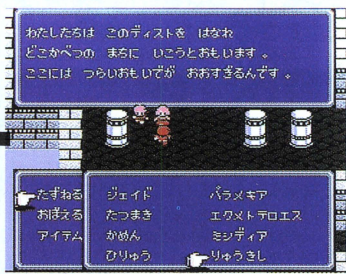 わたしたちは このディストを はなれ
どこかべつの まちに いこうとおもいます。
ここには つらいおもいでが おおすぎるんです。
たずねる ジェイド パラメキア
おぼえる たつまき エクメトテロエス
アイテム かめん ミシディア
ひりゅう りゅうきし